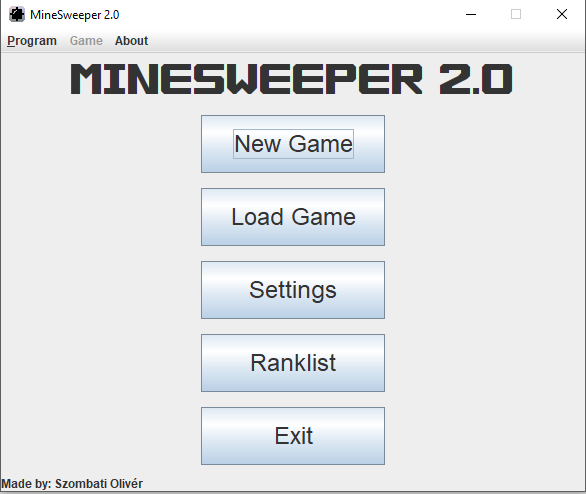 MineSweeper 2.0
Program Game About
MINESWEEPER 2.0
New Game
Load Game
Settings
Ranklist
Exit
Made by: Szombati Olivér